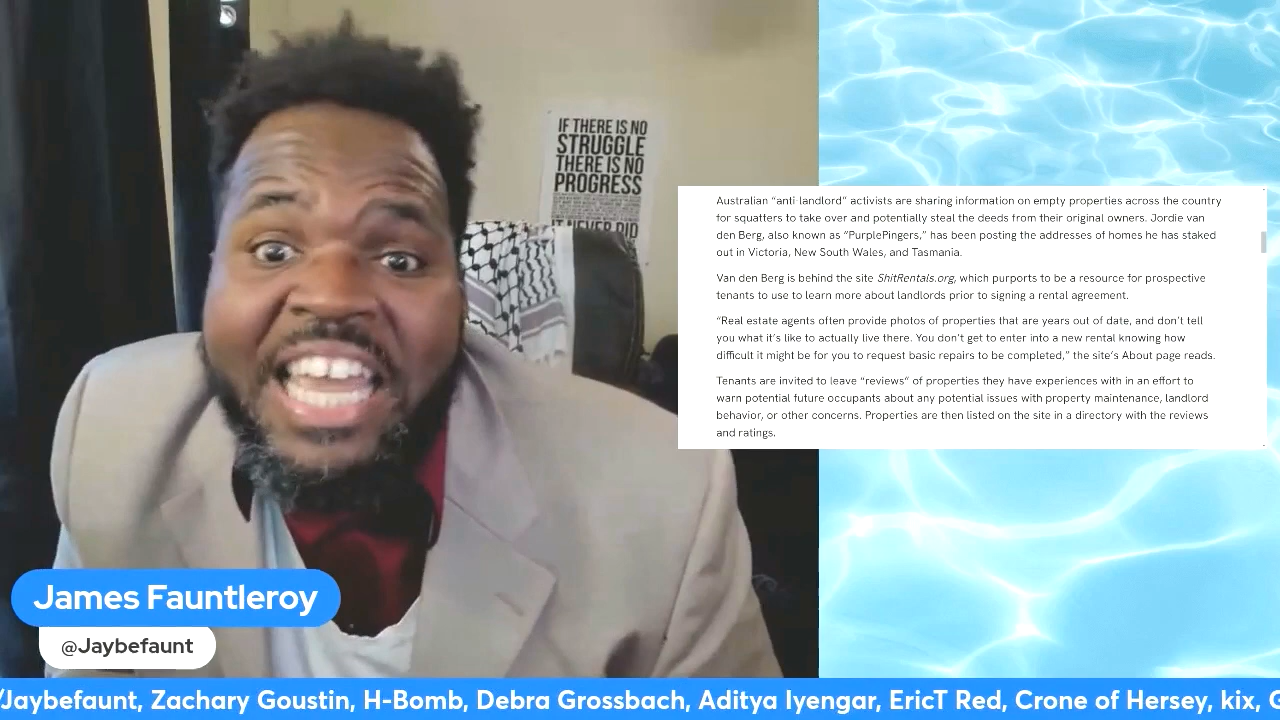 IF THERE IS NO
STRUGGLE
THERE IS NO
PROGRESS
IT NEVER DID
Australian “anti-landlord” activists are sharing information on empty properties across the country
for squatters to take over and potentially steal the deeds from their original owners. Jordie van
den Berg, also known as “PurplePingers,” has been posting the addresses of homes he has staked
out in Victoria, New South Wales, and Tasmania.
Van den Berg is behind the site ShitRentals.org, which purports to be a resource for prospective
tenants to use to learn more about landlords prior to signing a rental agreement.
“Real estate agents often provide photos of properties that are years out of date, and don’t tell
you what it’s like to actually live there. You don’t get to enter into a new rental knowing how
difficult it might be for you to request basic repairs to be completed,” the site’s About page reads.
Tenants are invited to leave “reviews” of properties they have experiences with in an effort to
warn potential future occupants about any potential issues with property maintenance, landlord
behavior, or other concerns. Properties are then listed on the site in a directory with the reviews
and ratings.
James Fauntleroy
@Jaybefaunt
/Jaybefaunt, Zachary Goustin, H-Bomb, Debra Grossbach, Aditya Iyengar, EricT Red, Crone of Hersey, kix,